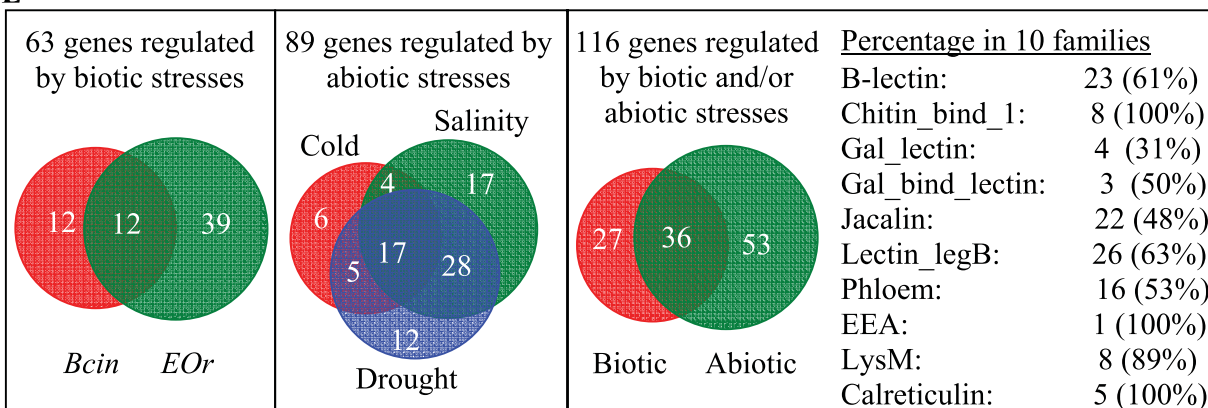 E
63 genes regulated
by biotic stresses
12
12
39
Bcin EOr
89 genes regulated by
abiotic stresses
Salinity
Cold
4
17
6
17
28
5
12
Drought
116 genes regulated
by biotic and/or
abiotic stresses
27
36
53
Biotic Abiotic
Percentage in 10 families
B-lectin: 23 (61%)
Chitin_bind_1: 8 (100%)
Gal_lectin: 4 (31%)
Gal_bind_lectin: 3 (50%)
Jacalin: 22 (48%)
Lectin_legB: 26 (63%)
Phloem: 16 (53%)
EEA: 1 (100%)
LysM: 8 (89%)
Calreticulin: 5 (100%)